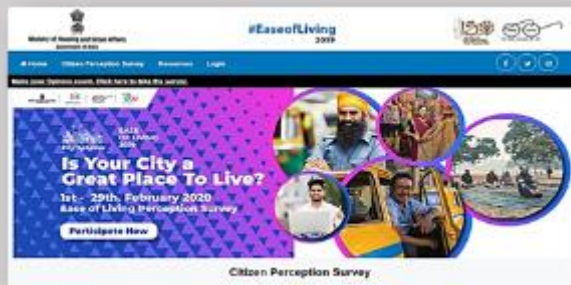 Ministry of Housing and Urban Affairs
Government of India
#EaseofLiving
2019
Home Citizen Perception Survey Resources Login
Make your Opinion count, Click here to take the survey.
EASE
OF LIVING
2019
Is Your City a
Great Place To Live?
1st - 29th, February 2020
Ease of Living Perception Survey
Participate Now
Citizen Perception Survey